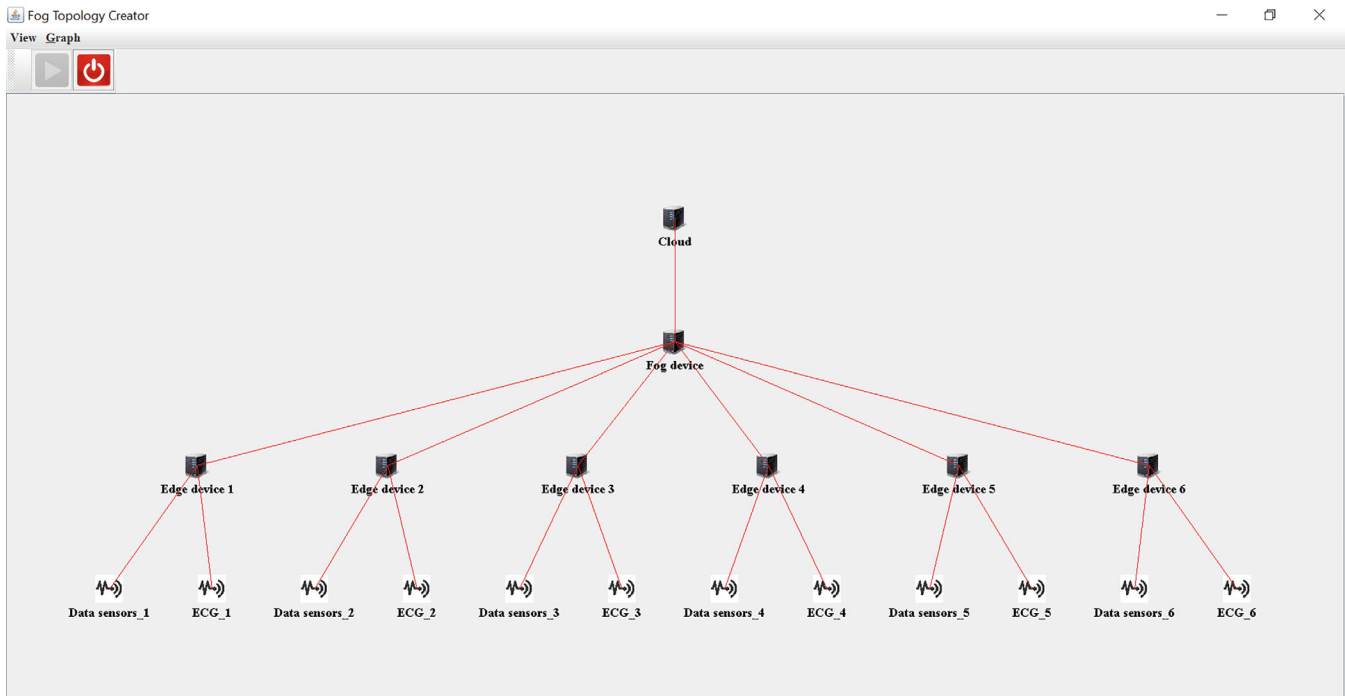 Fog Topology Creator
View Graph
Cloud
Fog device
Edge device 1 Edge device 2 Edge device 3 Edge device 4 Edge device 5 Edge device 6
Data sensors_1 ECG_1 Data sensors_2 ECG_2 Data sensors_3 ECG_3 Data sensors_4 ECG_4 Data sensors_5 ECG_5 Data sensors_6 ECG_6